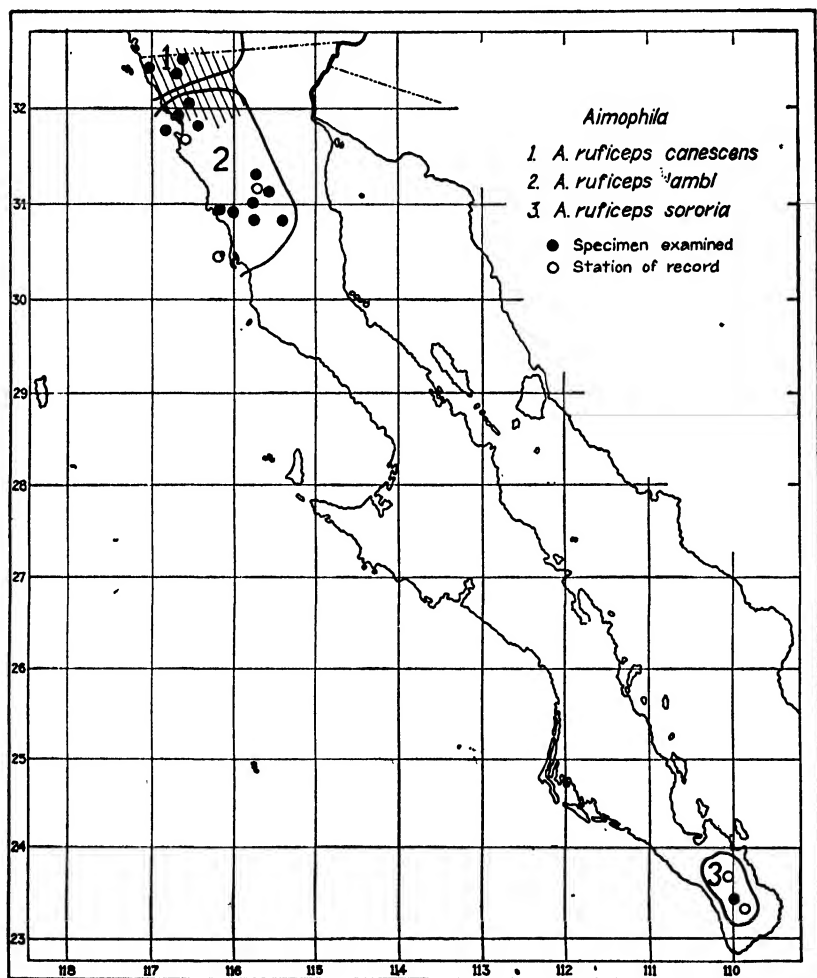 Aimophila
1. A. ruficeps canescens
2. A. ruficeps lambi
3. A. ruficeps sororia
● Specimen examined
○ Station of record
1
2
3
32
31
30
29
28
27
26
25
24
23
118 117 116 115 114 113 112 111 110